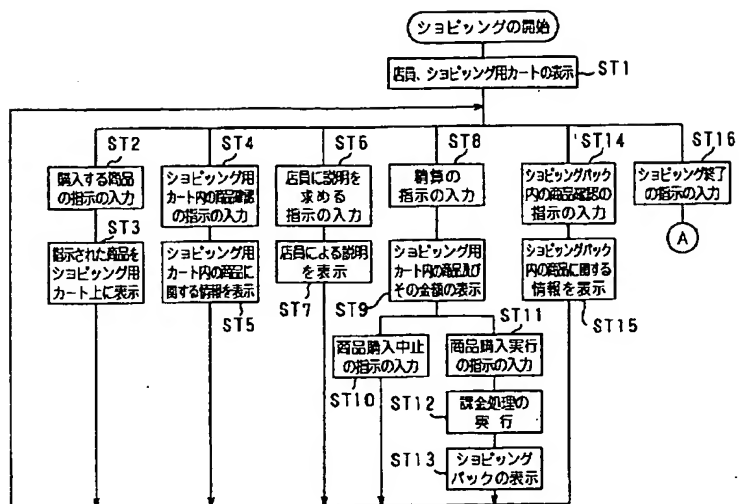 ショピッングの開始
店員、ショピッング用カートの表示
ST1
ST2
購入する商品
の指示の入力
ST3
指示された商品を
ショピッング用
カート上に表示
ST4
ショピッング用
カート内の商品確認
の指示の入力
ショピッング用
カート内の商品に
関する情報を表示
ST5
ST6
店員に説明を
求める
指示の入力
店員による説明
を表示
ST7
ST8
精算の
指示の入力
ショピッング用
カート内の商品及び
その金額の表示
ST9
商品購入中止
の指示の入力
ST10
ST11
商品購入実行
の指示の入力
ST12
課金処理の
実行
ST13
ショピッング
バックの表示
ST14
ショピッングバック
内の商品確認の
指示の入力
ショピッングバック
内の商品に関する
情報を表示
ST15
ST16
ショピッング終了
の指示の入力
A